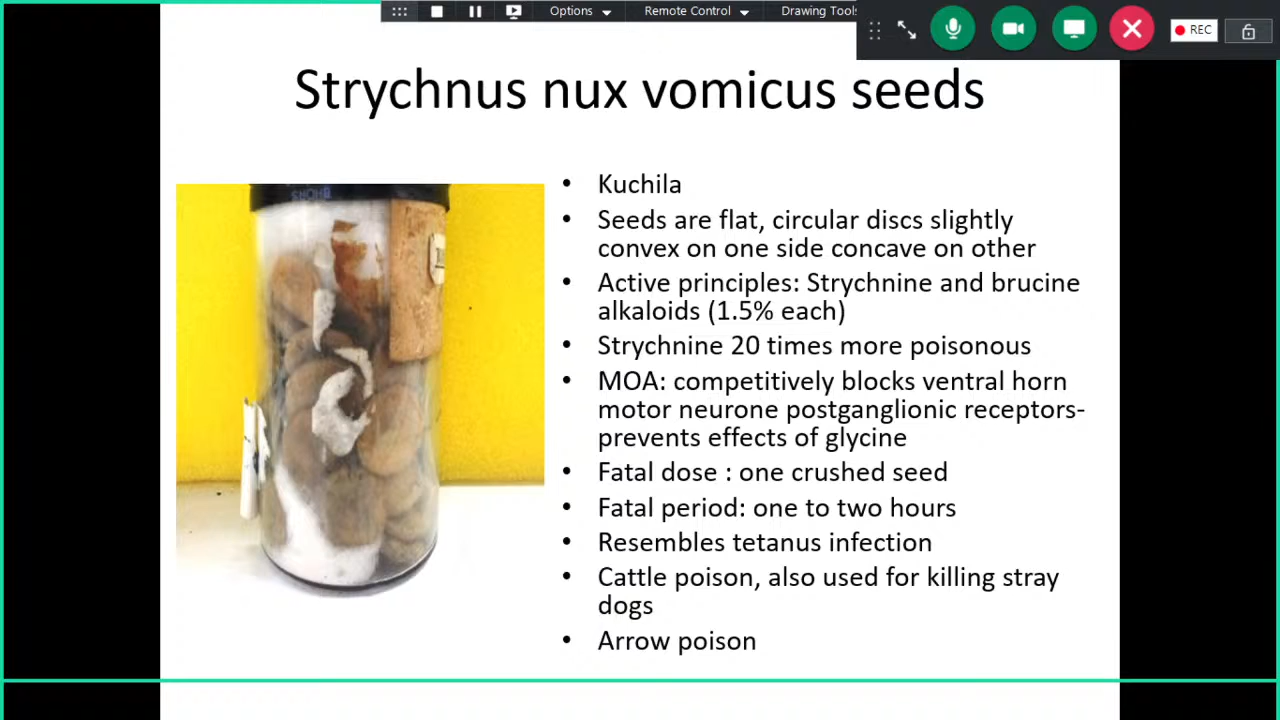 Options
Remote Control
Drawing Tools
REC
Strychnus nux vomicus seeds
• Kuchila
• Seeds are flat, circular discs slightly
convex on one side concave on other
• Active principles: Strychnine and brucine
alkaloids (1.5% each)
• Strychnine 20 times more poisonous
• MOA: competitively blocks ventral horn
motor neurone postganglionic receptors-
prevents effects of glycine
• Fatal dose : one crushed seed
• Fatal period: one to two hours
• Resembles tetanus infection
• Cattle poison, also used for killing stray
dogs
• Arrow poison